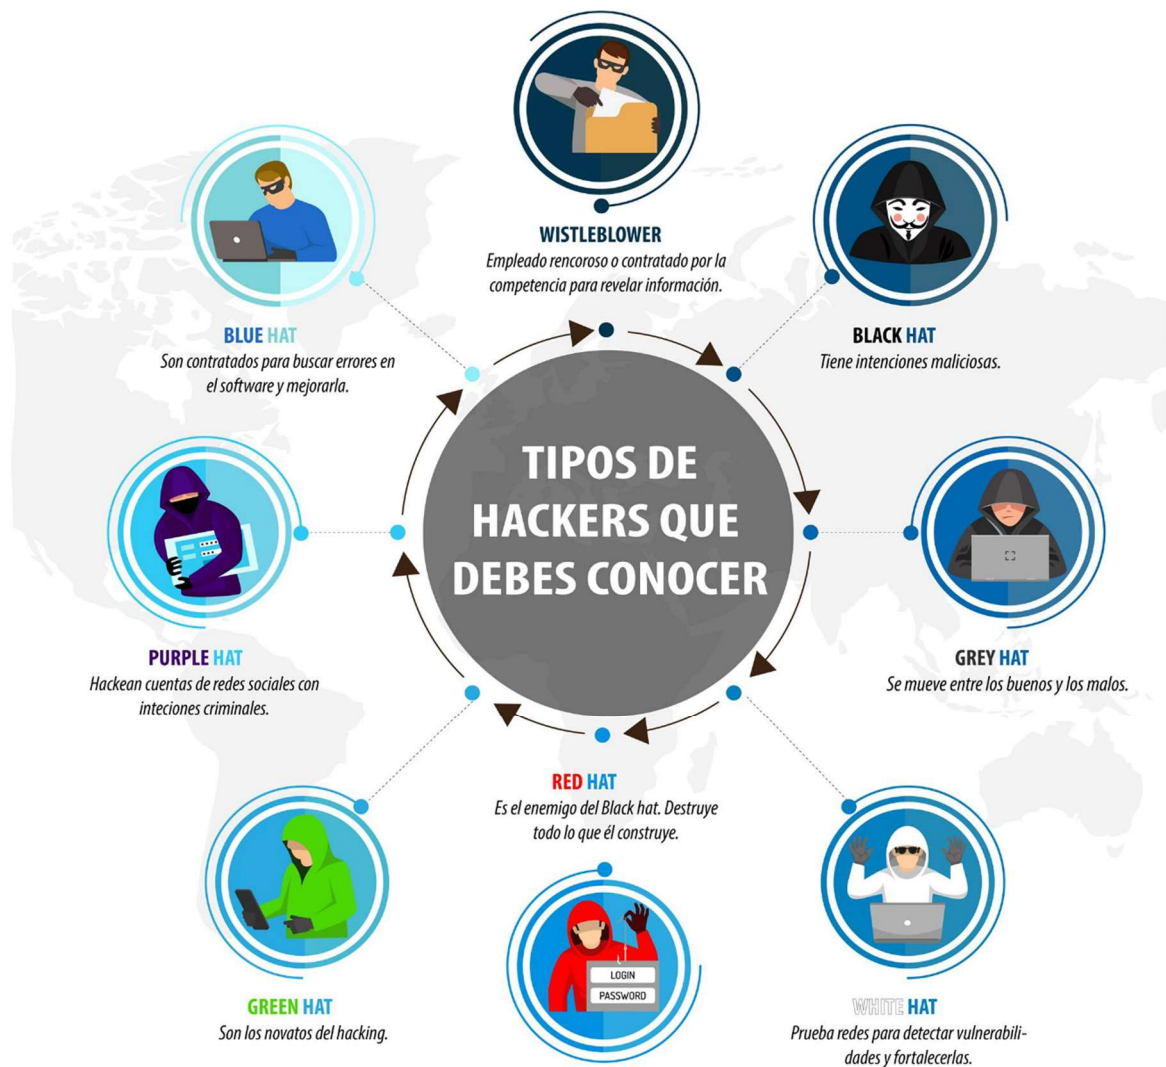 WISTLEBLOWER
Empleado rencoroso o contratado por la
competencia para revelar información.
BLUE HAT
Son contratados para buscar errores en
el software y mejorarla.
BLACK HAT
Tiene intenciones maliciosas.
TIPOS DE
HACKERS QUE
DEBES CONOCER
PURPLE HAT
Hackean cuentas de redes sociales con
inteciones criminales.
GREY HAT
Se mueve entre los buenos y los malos.
RED HAT
Es el enemigo del Black hat. Destruye
todo lo que él construye.
LOGIN
PASSWORD
GREEN HAT
Son los novatos del hacking.
WHITE HAT
Prueba redes para detectar vulnerabili-
dades y fortalecerlas.